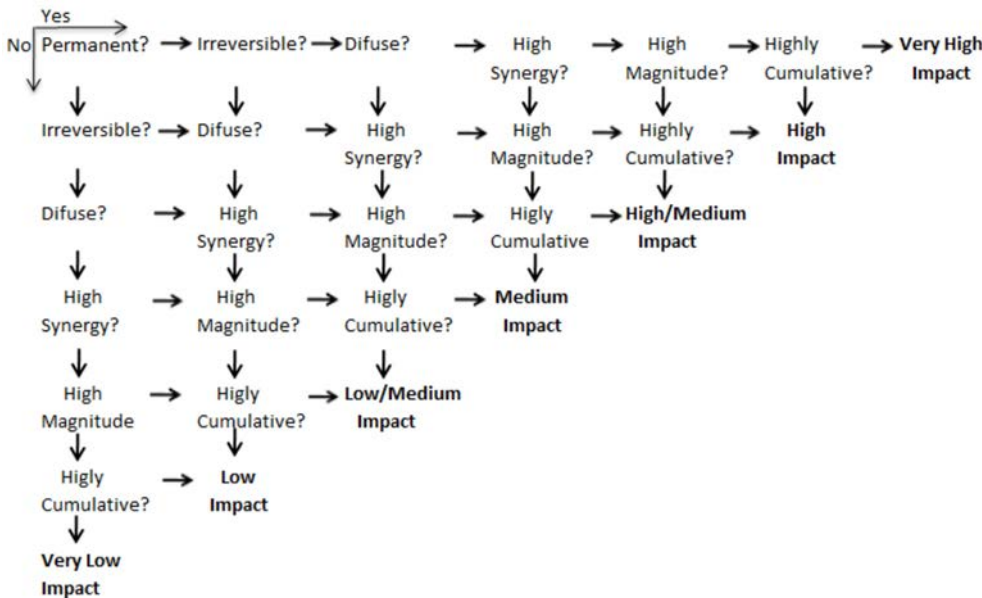 Yes
No Permanent? Irreversible? Difuse? High Synergy? High Magnitude? Highly Cumulative? Very High Impact
Irreversible? Difuse? High Synergy? High Magnitude? Highly Cumulative? High Impact
Difuse? High Synergy? High Magnitude? Higly Cumulative High/Medium Impact
High Synergy? High Magnitude? Higly Cumulative? Medium Impact
High Magnitude Higly Cumulative? Low/Medium Impact
Higly Cumulative? Low Impact
Very Low Impact